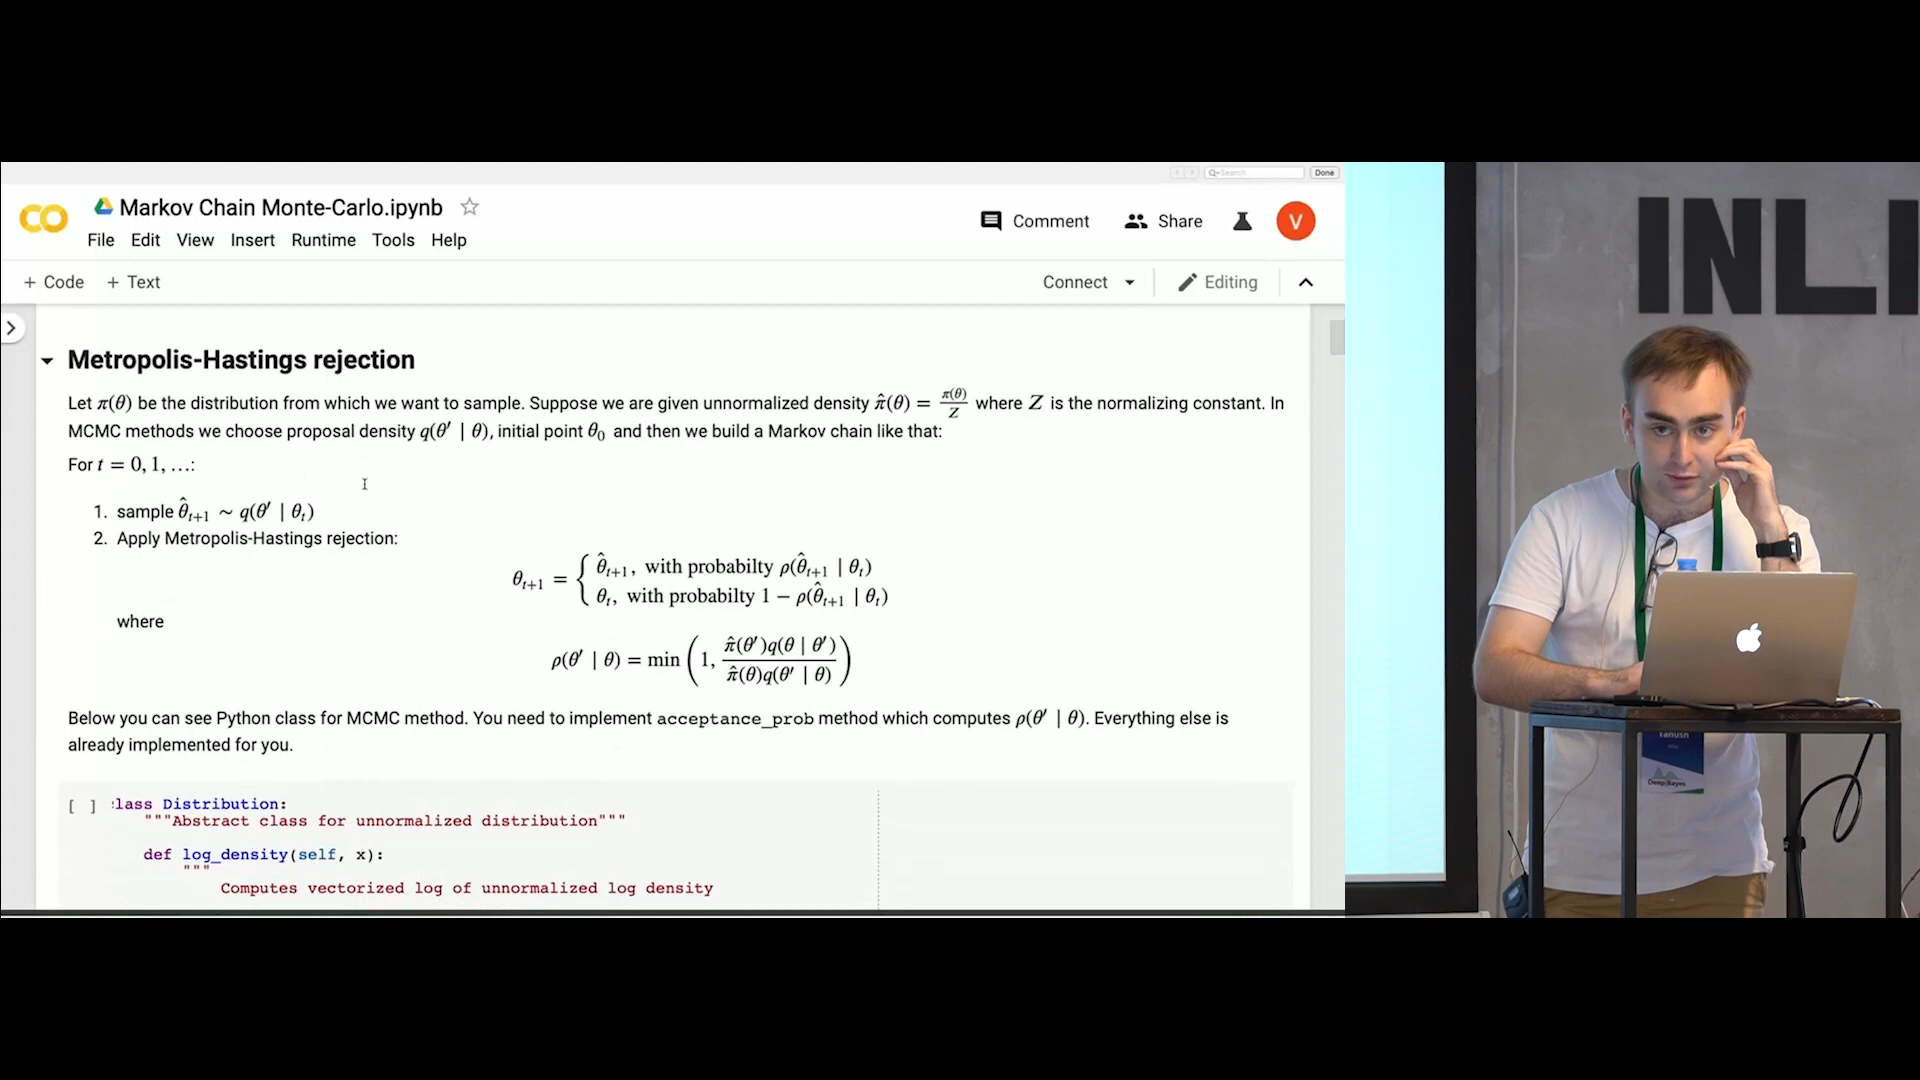 Search
Done
CO
Markov Chain Monte-Carlo.ipynb
Comment
Share
V
File Edit View Insert Runtime Tools Help
+ Code + Text
Connect
Editing
Metropolis-Hastings rejection
Let π(θ) be the distribution from which we want to sample. Suppose we are given unnormalized density π̂(θ) = π(θ)/Z where Z is the normalizing constant. In
MCMC methods we choose proposal density q(θ′ | θ), initial point θ₀ and then we build a Markov chain like that:
For t = 0, 1, …:
1. sample θ̂ₜ₊₁ ~ q(θ′ | θₜ)
2. Apply Metropolis-Hastings rejection:
θₜ₊₁ = { θ̂ₜ₊₁, with probabilty ρ(θ̂ₜ₊₁ | θₜ)
θₜ, with probabilty 1 − ρ(θ̂ₜ₊₁ | θₜ)
where
ρ(θ′ | θ) = min (1, π̂(θ′)q(θ | θ′) / π̂(θ)q(θ′ | θ))
Below you can see Python class for MCMC method. You need to implement acceptance_prob method which computes ρ(θ′ | θ). Everything else is
already implemented for you.
[ ] class Distribution:
"""Abstract class for unnormalized distribution"""
def log_density(self, x):
"""
Computes vectorized log of unnormalized log density
INL
Deep|Bayes